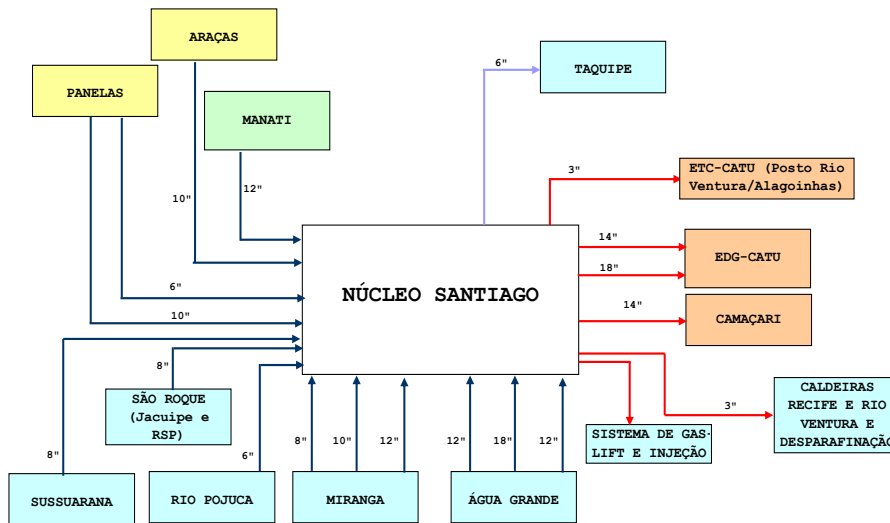 ARAÇAS
6"
TAQUIPE
PANELAS
MANATI
12"
3"
ETC-CATU (Posto Rio
Ventura/Alagoinhas)
10"
14"
EDG-CATU
18"
NÚCLEO SANTIAGO
6"
10"
14"
CAMAÇARI
8"
SÃO ROQUE
(Jacuipe e
RSP)
CALDEIRAS
RECIFE E RIO
VENTURA E
DESPARAFINAÇÃO
3"
SISTEMA DE GAS-
LIFT E INJEÇÃO
8"
6"
8"
10"
12"
12"
18"
12"
SUSSUARANA
RIO POJUCA
MIRANGA
ÁGUA GRANDE